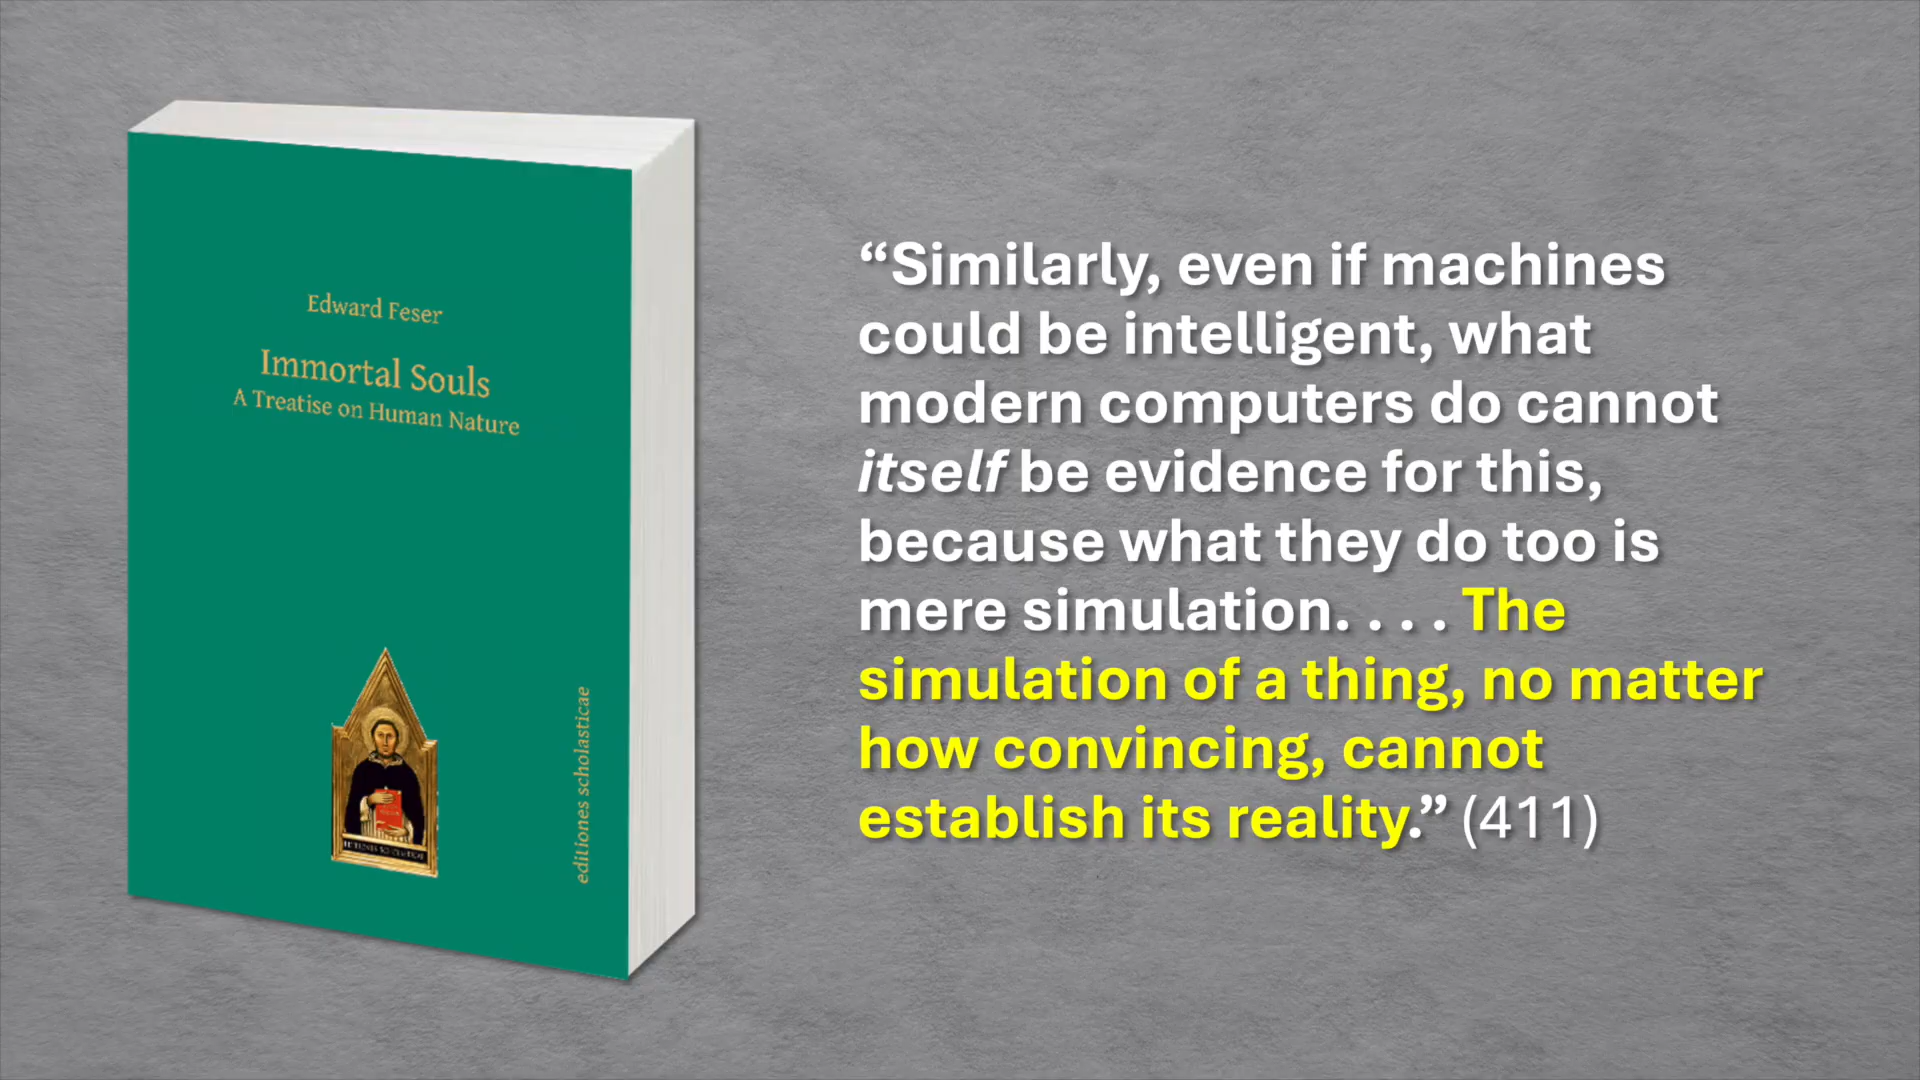 Edward Feser
Immortal Souls
A Treatise on Human Nature
editiones scholasticae
“Similarly, even if machines
could be intelligent, what
modern computers do cannot
itself be evidence for this,
because what they do too is
mere simulation. . . . The
simulation of a thing, no matter
how convincing, cannot
establish its reality.” (411)